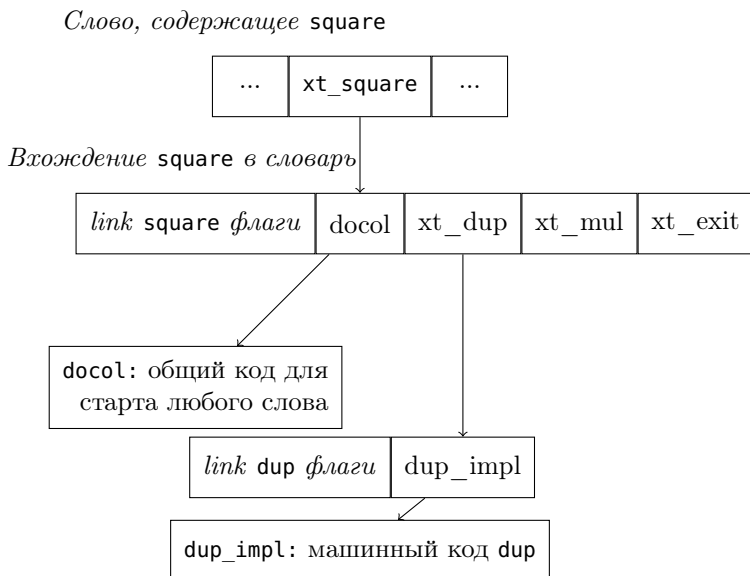 Слово, содержащее square
... xt_square ...
Вхождение square в словарь
link square флаги docol xt_dup xt_mul xt_exit
docol: общий код для
старта любого слова
link dup флаги dup_impl
dup_impl: машинный код dup